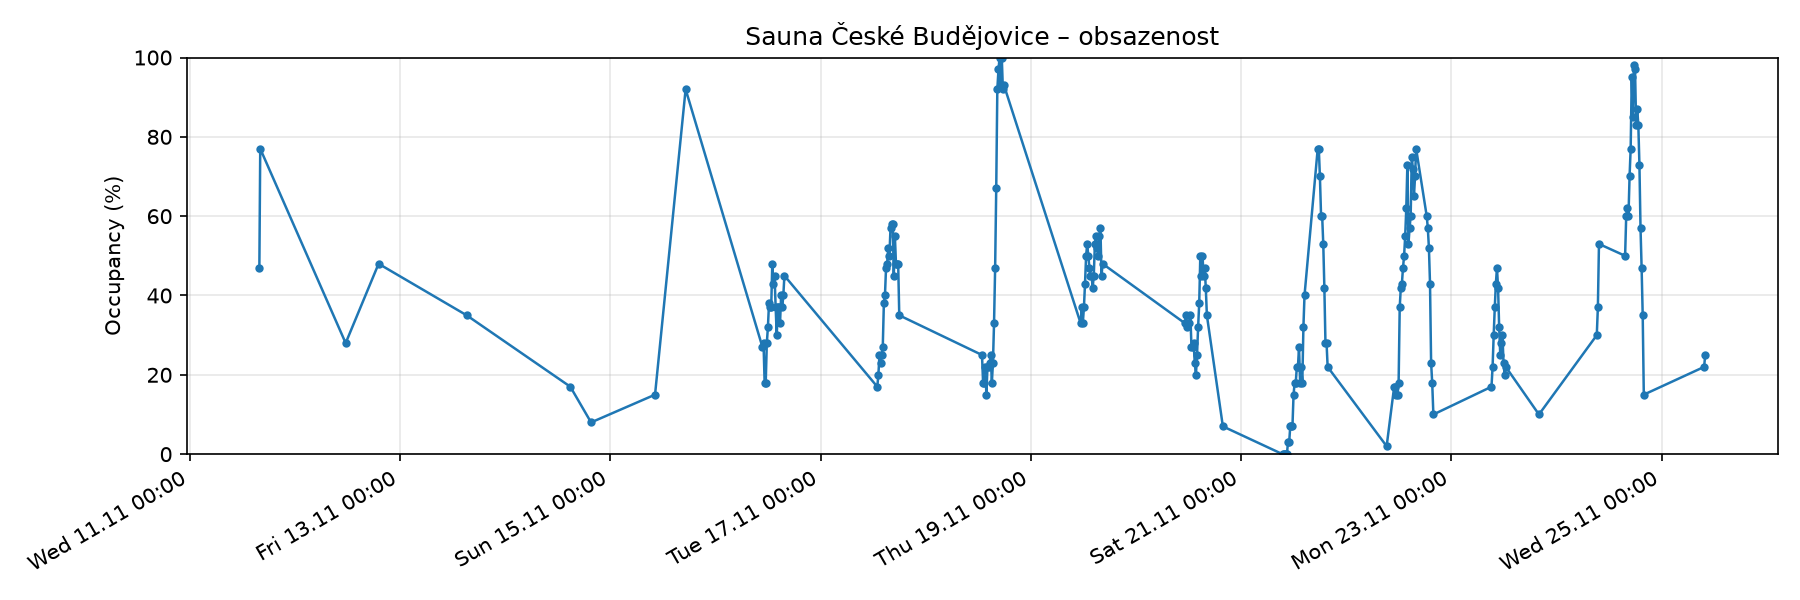 Sauna České Budějovice – obsazenost
Occupancy (%)
100
80
60
40
20
0
Wed 11.11 00:00
Fri 13.11 00:00
Sun 15.11 00:00
Tue 17.11 00:00
Thu 19.11 00:00
Sat 21.11 00:00
Mon 23.11 00:00
Wed 25.11 00:00